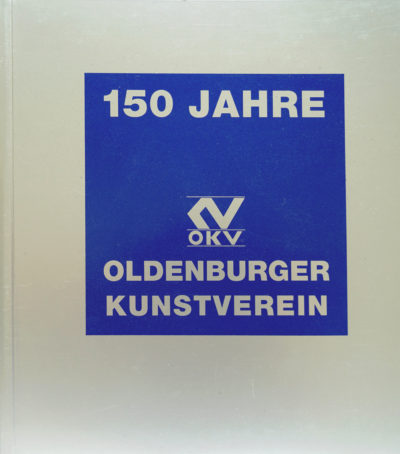 150 JAHRE
OKV
OLDENBURGER
KUNSTVEREIN